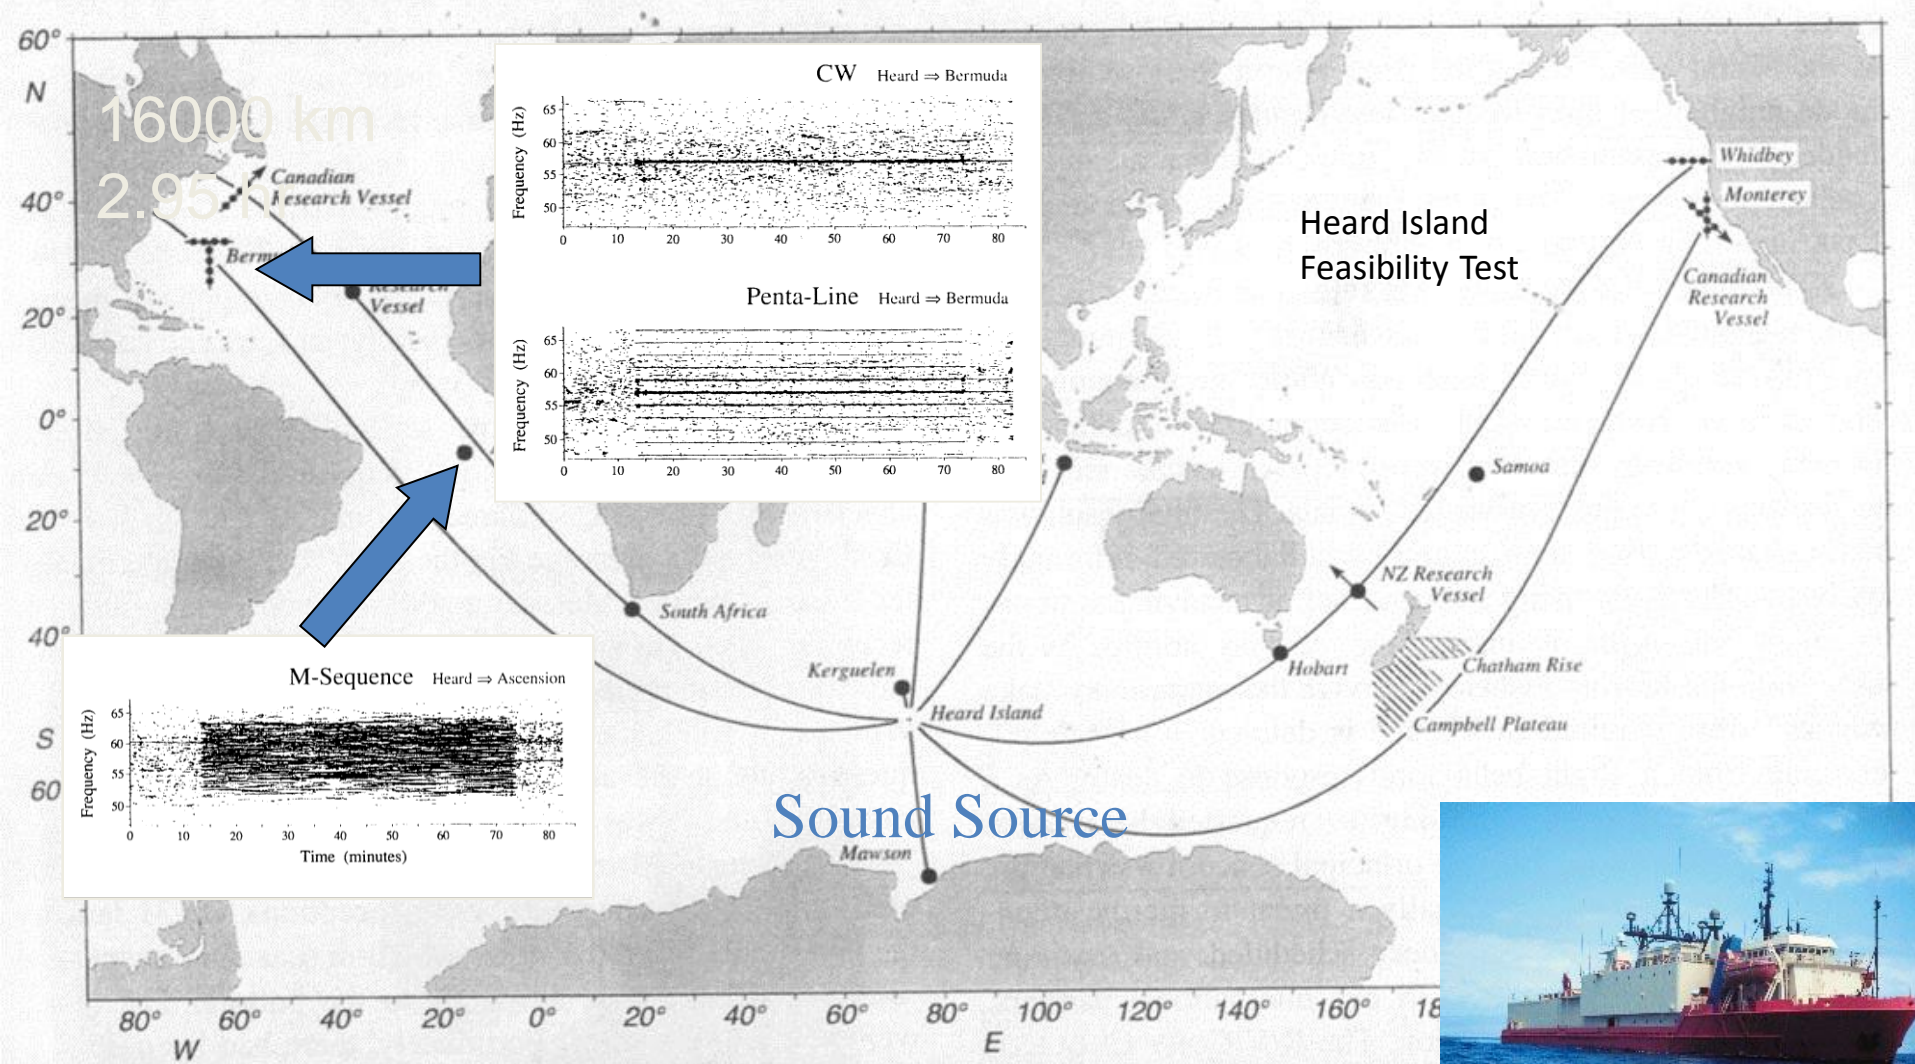 60°
N
40°
20°
0°
20°
40°
S
60
16000 km
2.95 hr
Canadian
Research Vessel
Research
Vessel
CW Heard ⇒ Bermuda
Frequency (Hz)
65
60
55
50
0 10 20 30 40 50 60 70 80
Penta-Line Heard ⇒ Bermuda
Frequency (Hz)
65
60
55
50
0 10 20 30 40 50 60 70 80
Heard Island
Feasibility Test
Whidbey
Monterey
Canadian
Research
Vessel
Samoa
NZ Research
Vessel
South Africa
Kerguelen
Heard Island
Hobart
Chatham Rise
Campbell Plateau
M-Sequence Heard ⇒ Ascension
Frequency (Hz)
65
60
55
50
0 10 20 30 40 50 60 70 80
Time (minutes)
Sound Source
Mawson
80° 60° 40° 20° 0° 20° 40° 60° 80° 100° 120° 140° 160° 18
W
E